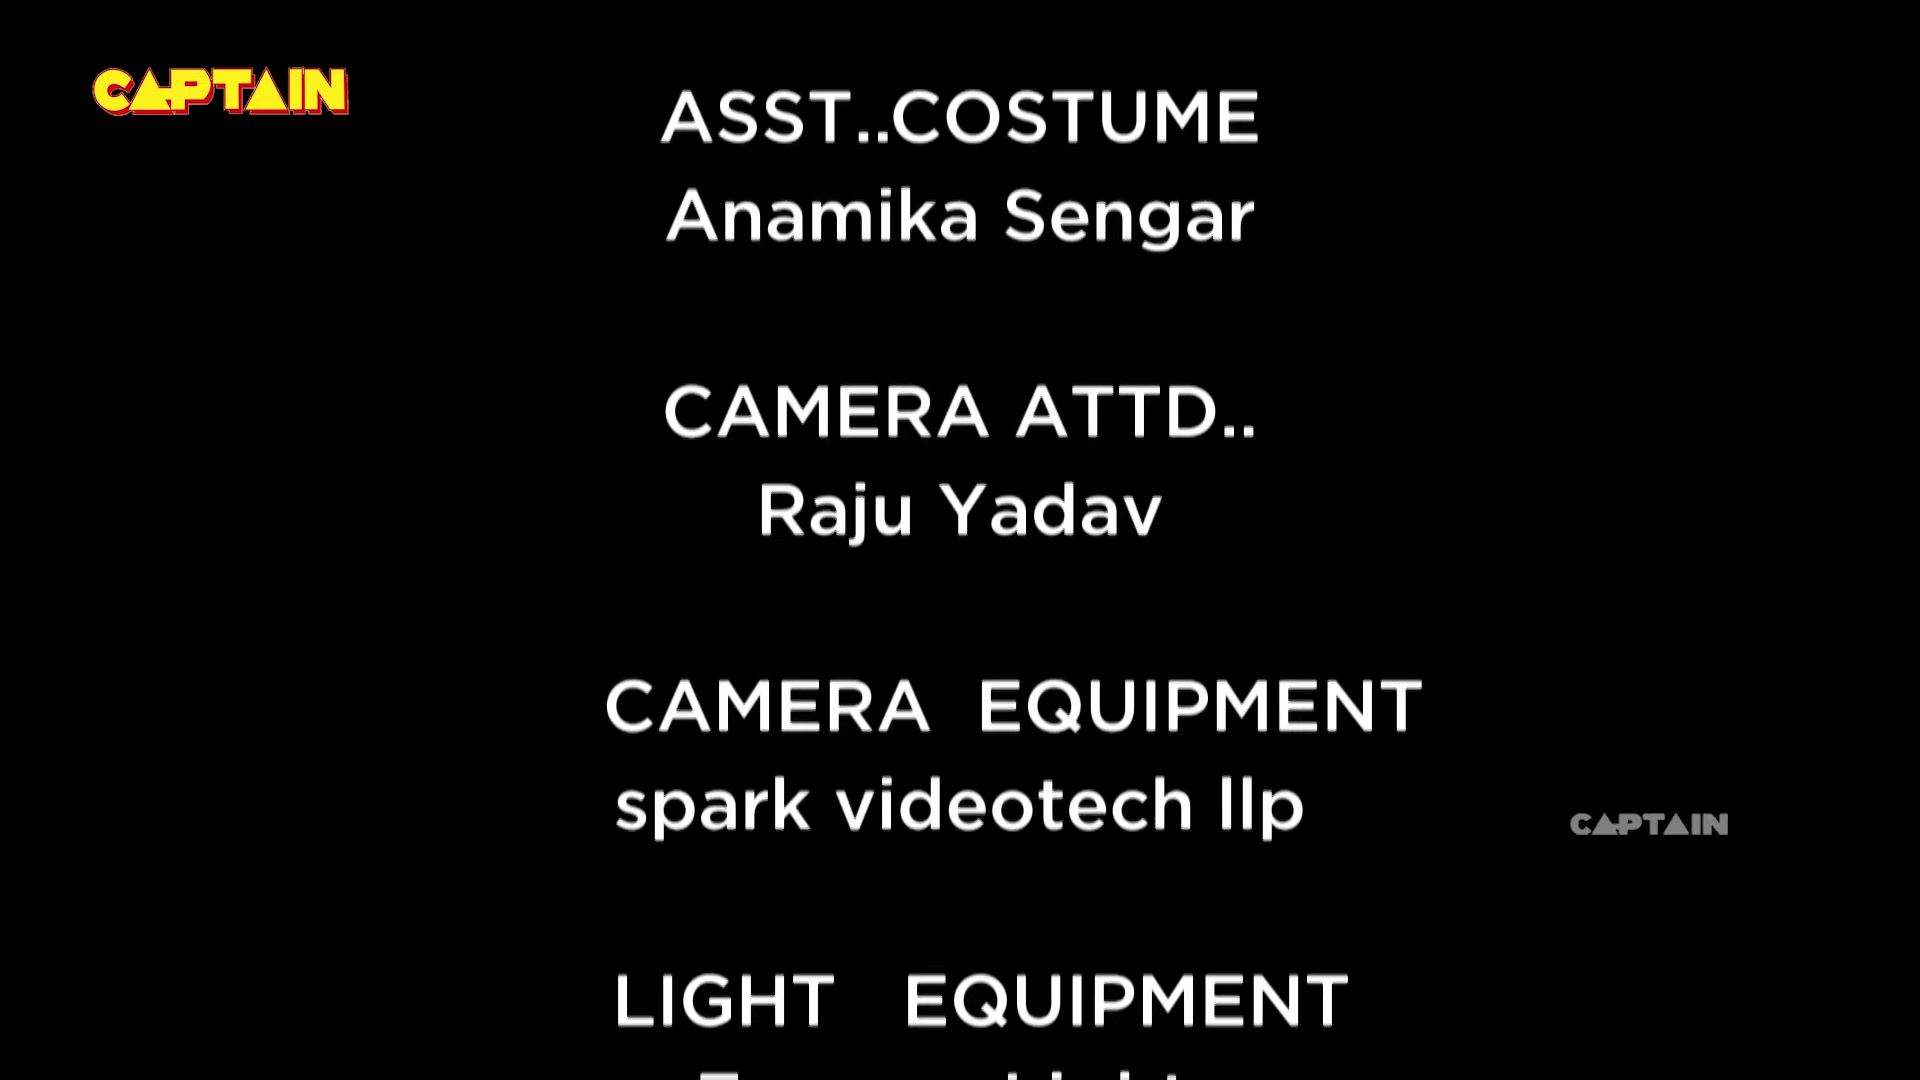 CAPTAIN
ASST..COSTUME
Anamika Sengar
CAMERA ATTD..
Raju Yadav
CAMERA EQUIPMENT
spark videotech llp
CAPTAIN
LIGHT EQUIPMENT